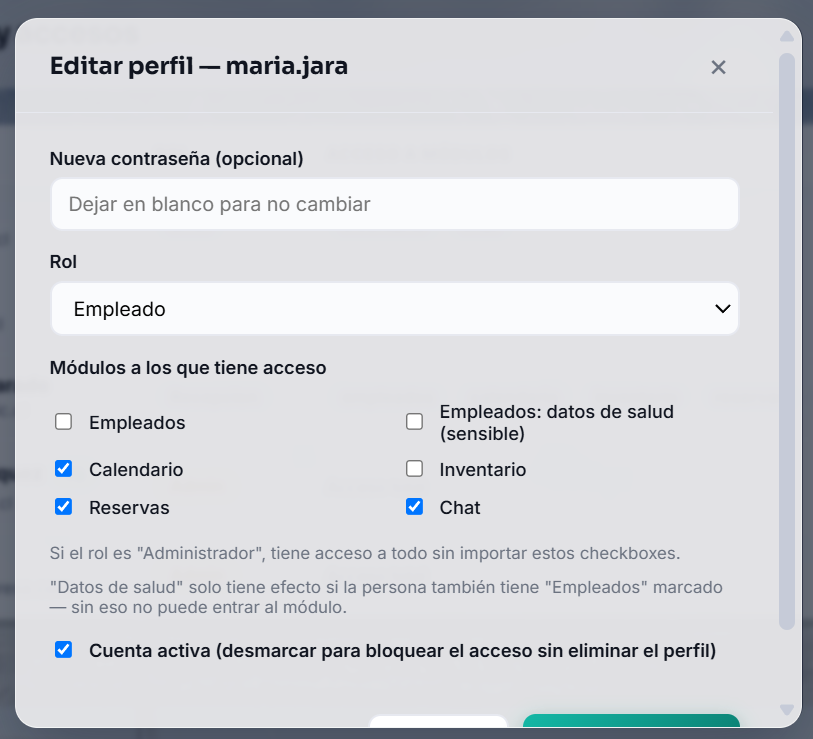 Editar perfil — maria.jara
Nueva contraseña (opcional)
Dejar en blanco para no cambiar
Rol
Empleado
Módulos a los que tiene acceso
Empleados
Empleados: datos de salud
(sensible)
Calendario
Inventario
Reservas
Chat
Si el rol es "Administrador", tiene acceso a todo sin importar estos checkboxes.
"Datos de salud" solo tiene efecto si la persona también tiene "Empleados" marcado
— sin eso no puede entrar al módulo.
Cuenta activa (desmarcar para bloquear el acceso sin eliminar el perfil)